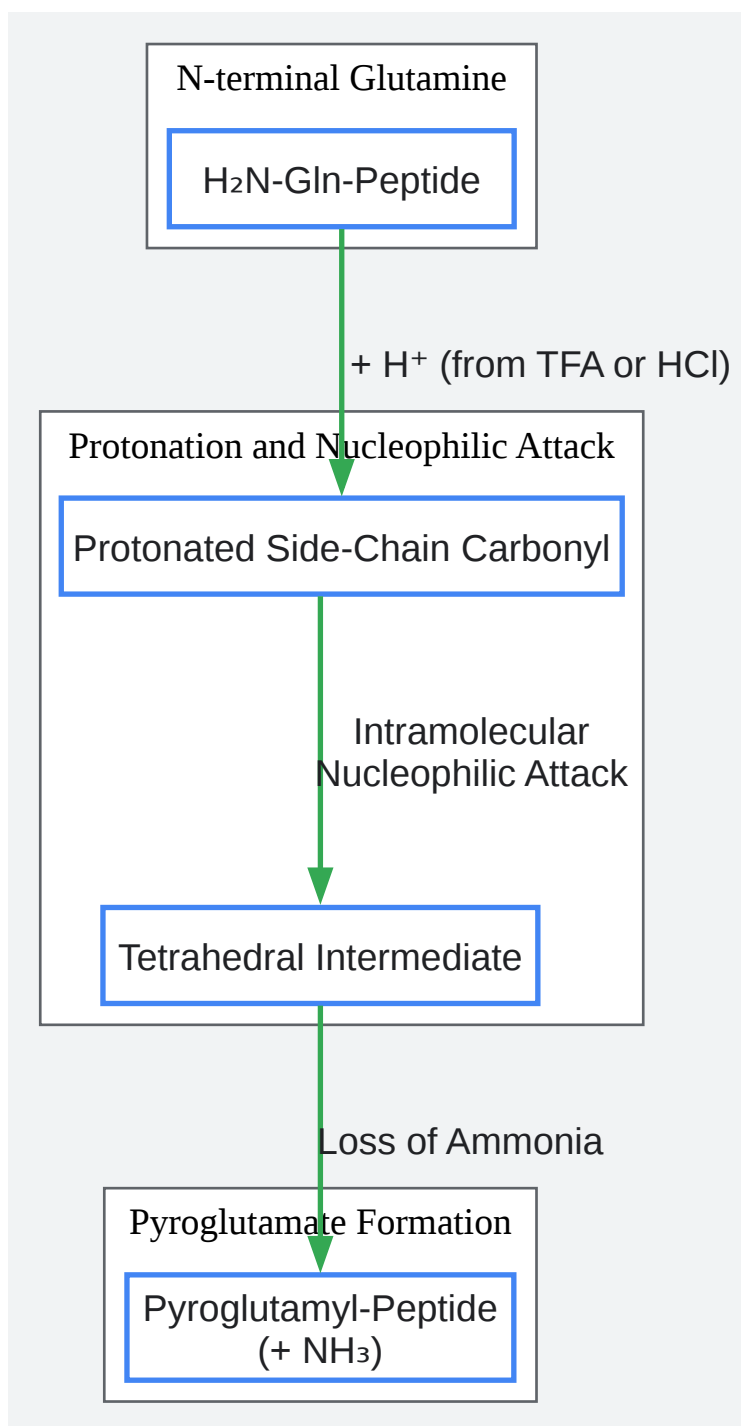 N-terminal Glutamine
H₂N-Gln-Peptide
+ H⁺ (from TFA or HCl)
Protonation and Nucleophilic Attack
Protonated Side-Chain Carbonyl
Intramolecular
Nucleophilic Attack
Tetrahedral Intermediate
Loss of Ammonia
Pyroglutamate Formation
Pyroglutamyl-Peptide
(+ NH₃)